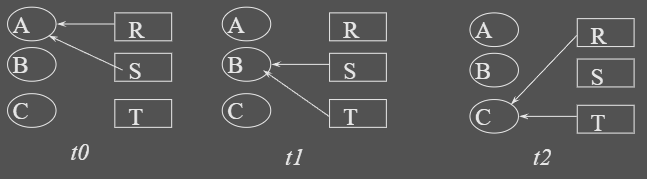 A R A R A R
B S B S B S
C T C T C T
t0 t1 t2